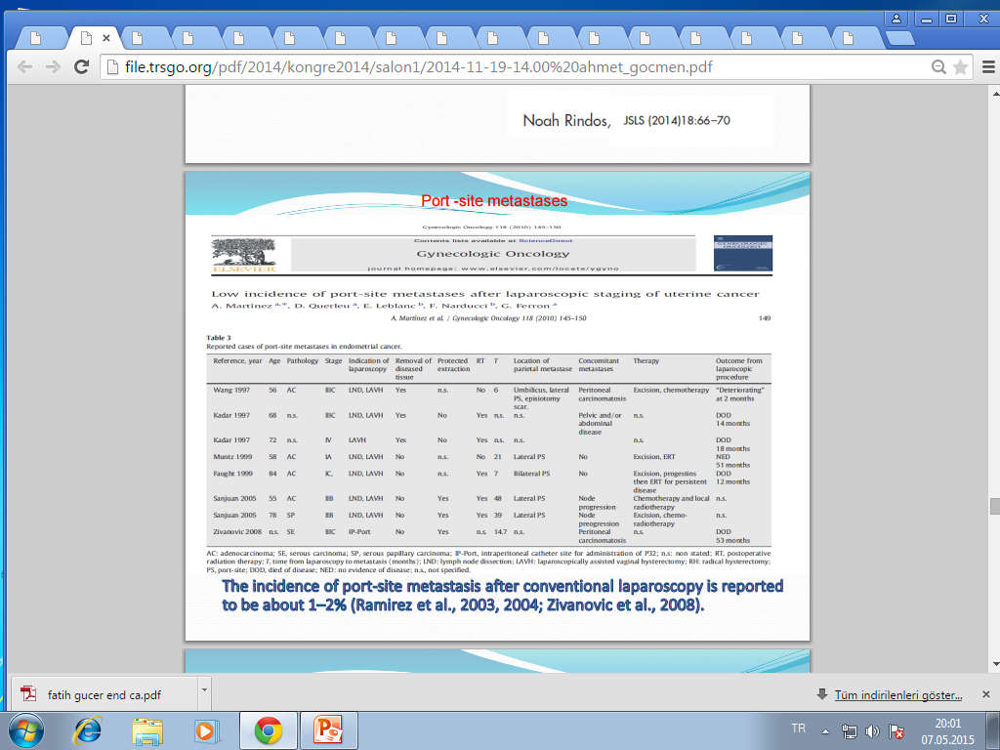 file.trsgo.org/pdf/2014/kongre2014/salon1/2014-11-19-14.00%20ahmet_gocmen.pdf
Noah Rindos, JSLS (2014)18:66–70
Port -site metastases
Gynecologic Oncology 118 (2010) 145–150
Contents lists available at ScienceDirect
Gynecologic Oncology
journal homepage: www.elsevier.com/locate/ygyno
ELSEVIER
GYNECOLOGIC ONCOLOGY
Low incidence of port-site metastases after laparoscopic staging of uterine cancer
A. Martínez a,*, D. Querleu a, E. Leblanc b, F. Narducci b, G. Ferron a
A. Martínez et al. / Gynecologic Oncology 118 (2010) 145–150 149
Table 3
Reported cases of port-site metastases in endometrial cancer.
Reference, year Age Pathology Stage Indication of laparoscopy Removal of diseased tissue Protected extraction RT T Location of parietal metastase Concomitant metastases Therapy Outcome from laparocopic procedure
Wang 1997 56 AC IIIC LND, LAVH Yes n.s. No 6 Umbilicus, lateral PS, episiotomy scar. Peritoneal carcinomatosis Excision, chemotherapy "Deteriorating" at 2 months
Kadar 1997 68 n.s. IIIC LND, LAVH Yes No Yes n.s. n.s. Pelvic and/or abdominal disease n.s. DOD 14 months
Kadar 1997 72 n.s. IV LAVH Yes No Yes n.s. n.s. n.s. DOD 18 months
Muntz 1999 58 AC IA LND, LAVH No n.s. No 21 Lateral PS No Excision, ERT NED 51 months
Faught 1999 84 AC IC, LND, LAVH No n.s. Yes 7 Bilateral PS No Excision, progestins then ERT for persistent disease DOD 12 months
Sanjuan 2005 55 AC IIB LND, LAVH No Yes Yes 48 Lateral PS Node progression Chemotherapy and local radiotherapy n.s.
Sanjuan 2005 78 SP IIB LND, LAVH No Yes Yes 39 Lateral PS Node preogression Excision, chemo-radiotherapy n.s.
Zivanovic 2008 n.s. SE IIIC IP-Port No Yes n.s. 14.7 n.s. Peritoneal carcinomatosis n.s. DOD 53 months
AC: adenocarcinoma; SE, serous carcinoma; SP, serous papillary carcinoma; IP-Port, intraperitoneal catheter site for administration of P32; n.s: non stated; RT, postoperative
radiation therapy; T, time from laparoscopy to metastasis (months); LND: lymph node dissection; LAVH: laparoscopically assisted vaginal hysterectomy; RH: radical hysterectomy;
PS, port-site; DOD, died of disease; NED: no evidence of disease; n.s., not specified.
The incidence of port-site metastasis after conventional laparoscopy is reported
to be about 1–2% (Ramirez et al., 2003, 2004; Zivanovic et al., 2008).
fatih gucer end ca.pdf
Tüm indirilenleri göster...
TR
20:01
07.05.2015